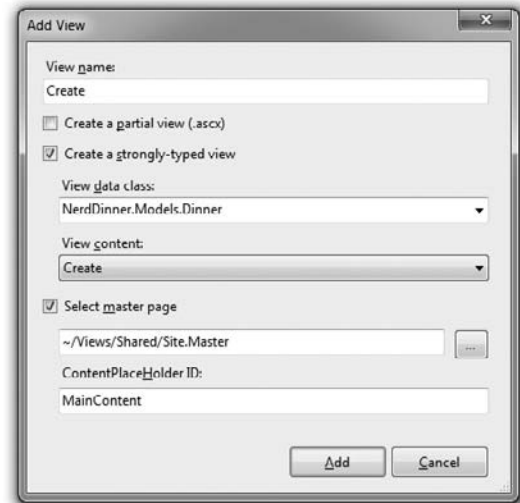 Add View
View name:
Create
Create a partial view (.ascx)
Create a strongly-typed view
View data class:
NerdDinner.Models.Dinner
View content:
Create
Select master page
~/Views/Shared/Site.Master
...
ContentPlaceHolder ID:
MainContent
Add
Cancel